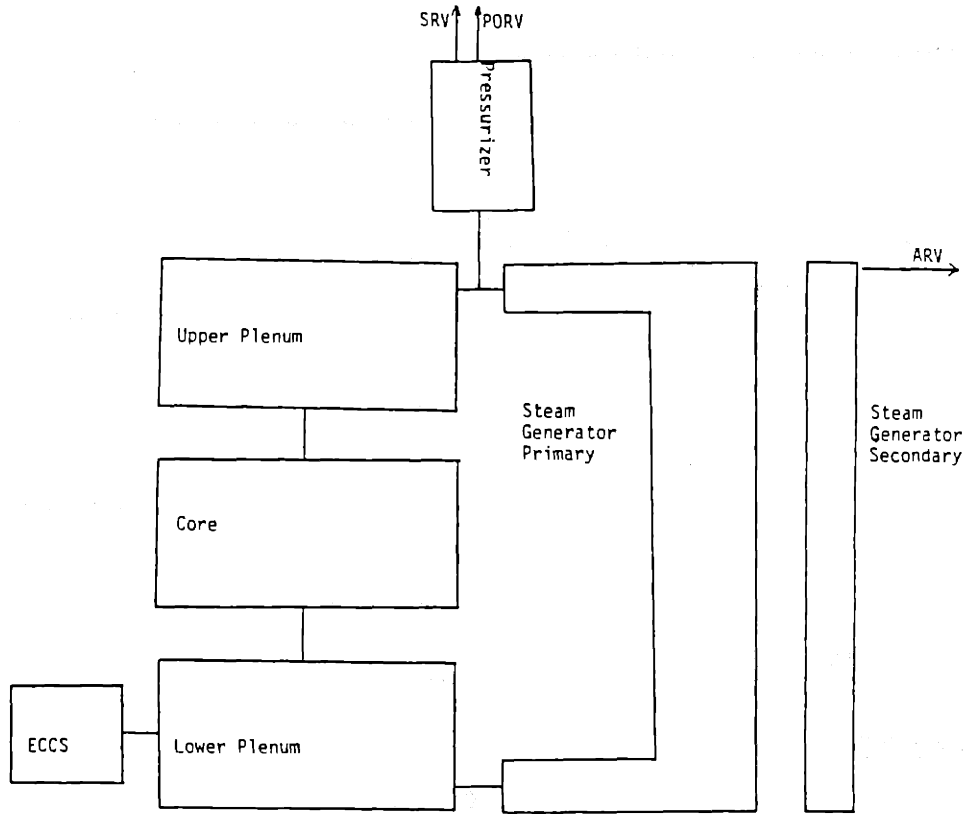 SRV PORV
Pressurizer
ARV
Upper Plenum
Steam
Generator
Primary
Steam
Generator
Secondary
Core
ECCS
Lower Plenum